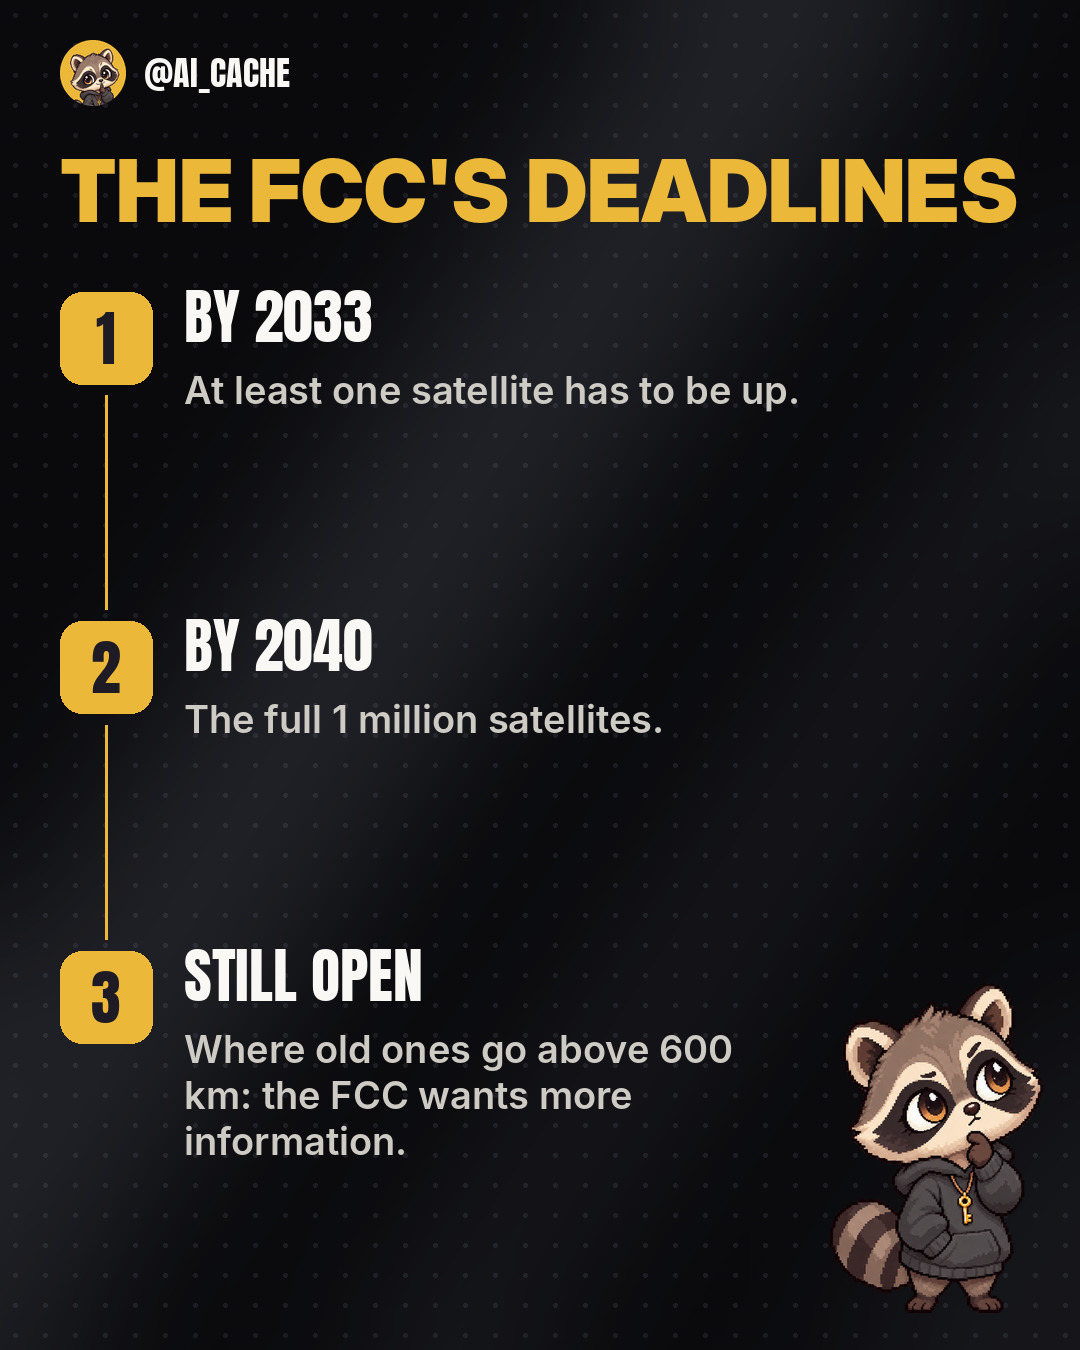 @AI_CACHE
THE FCC'S DEADLINES
1
BY 2033
At least one satellite has to be up.
2
BY 2040
The full 1 million satellites.
3
STILL OPEN
Where old ones go above 600
km: the FCC wants more
information.